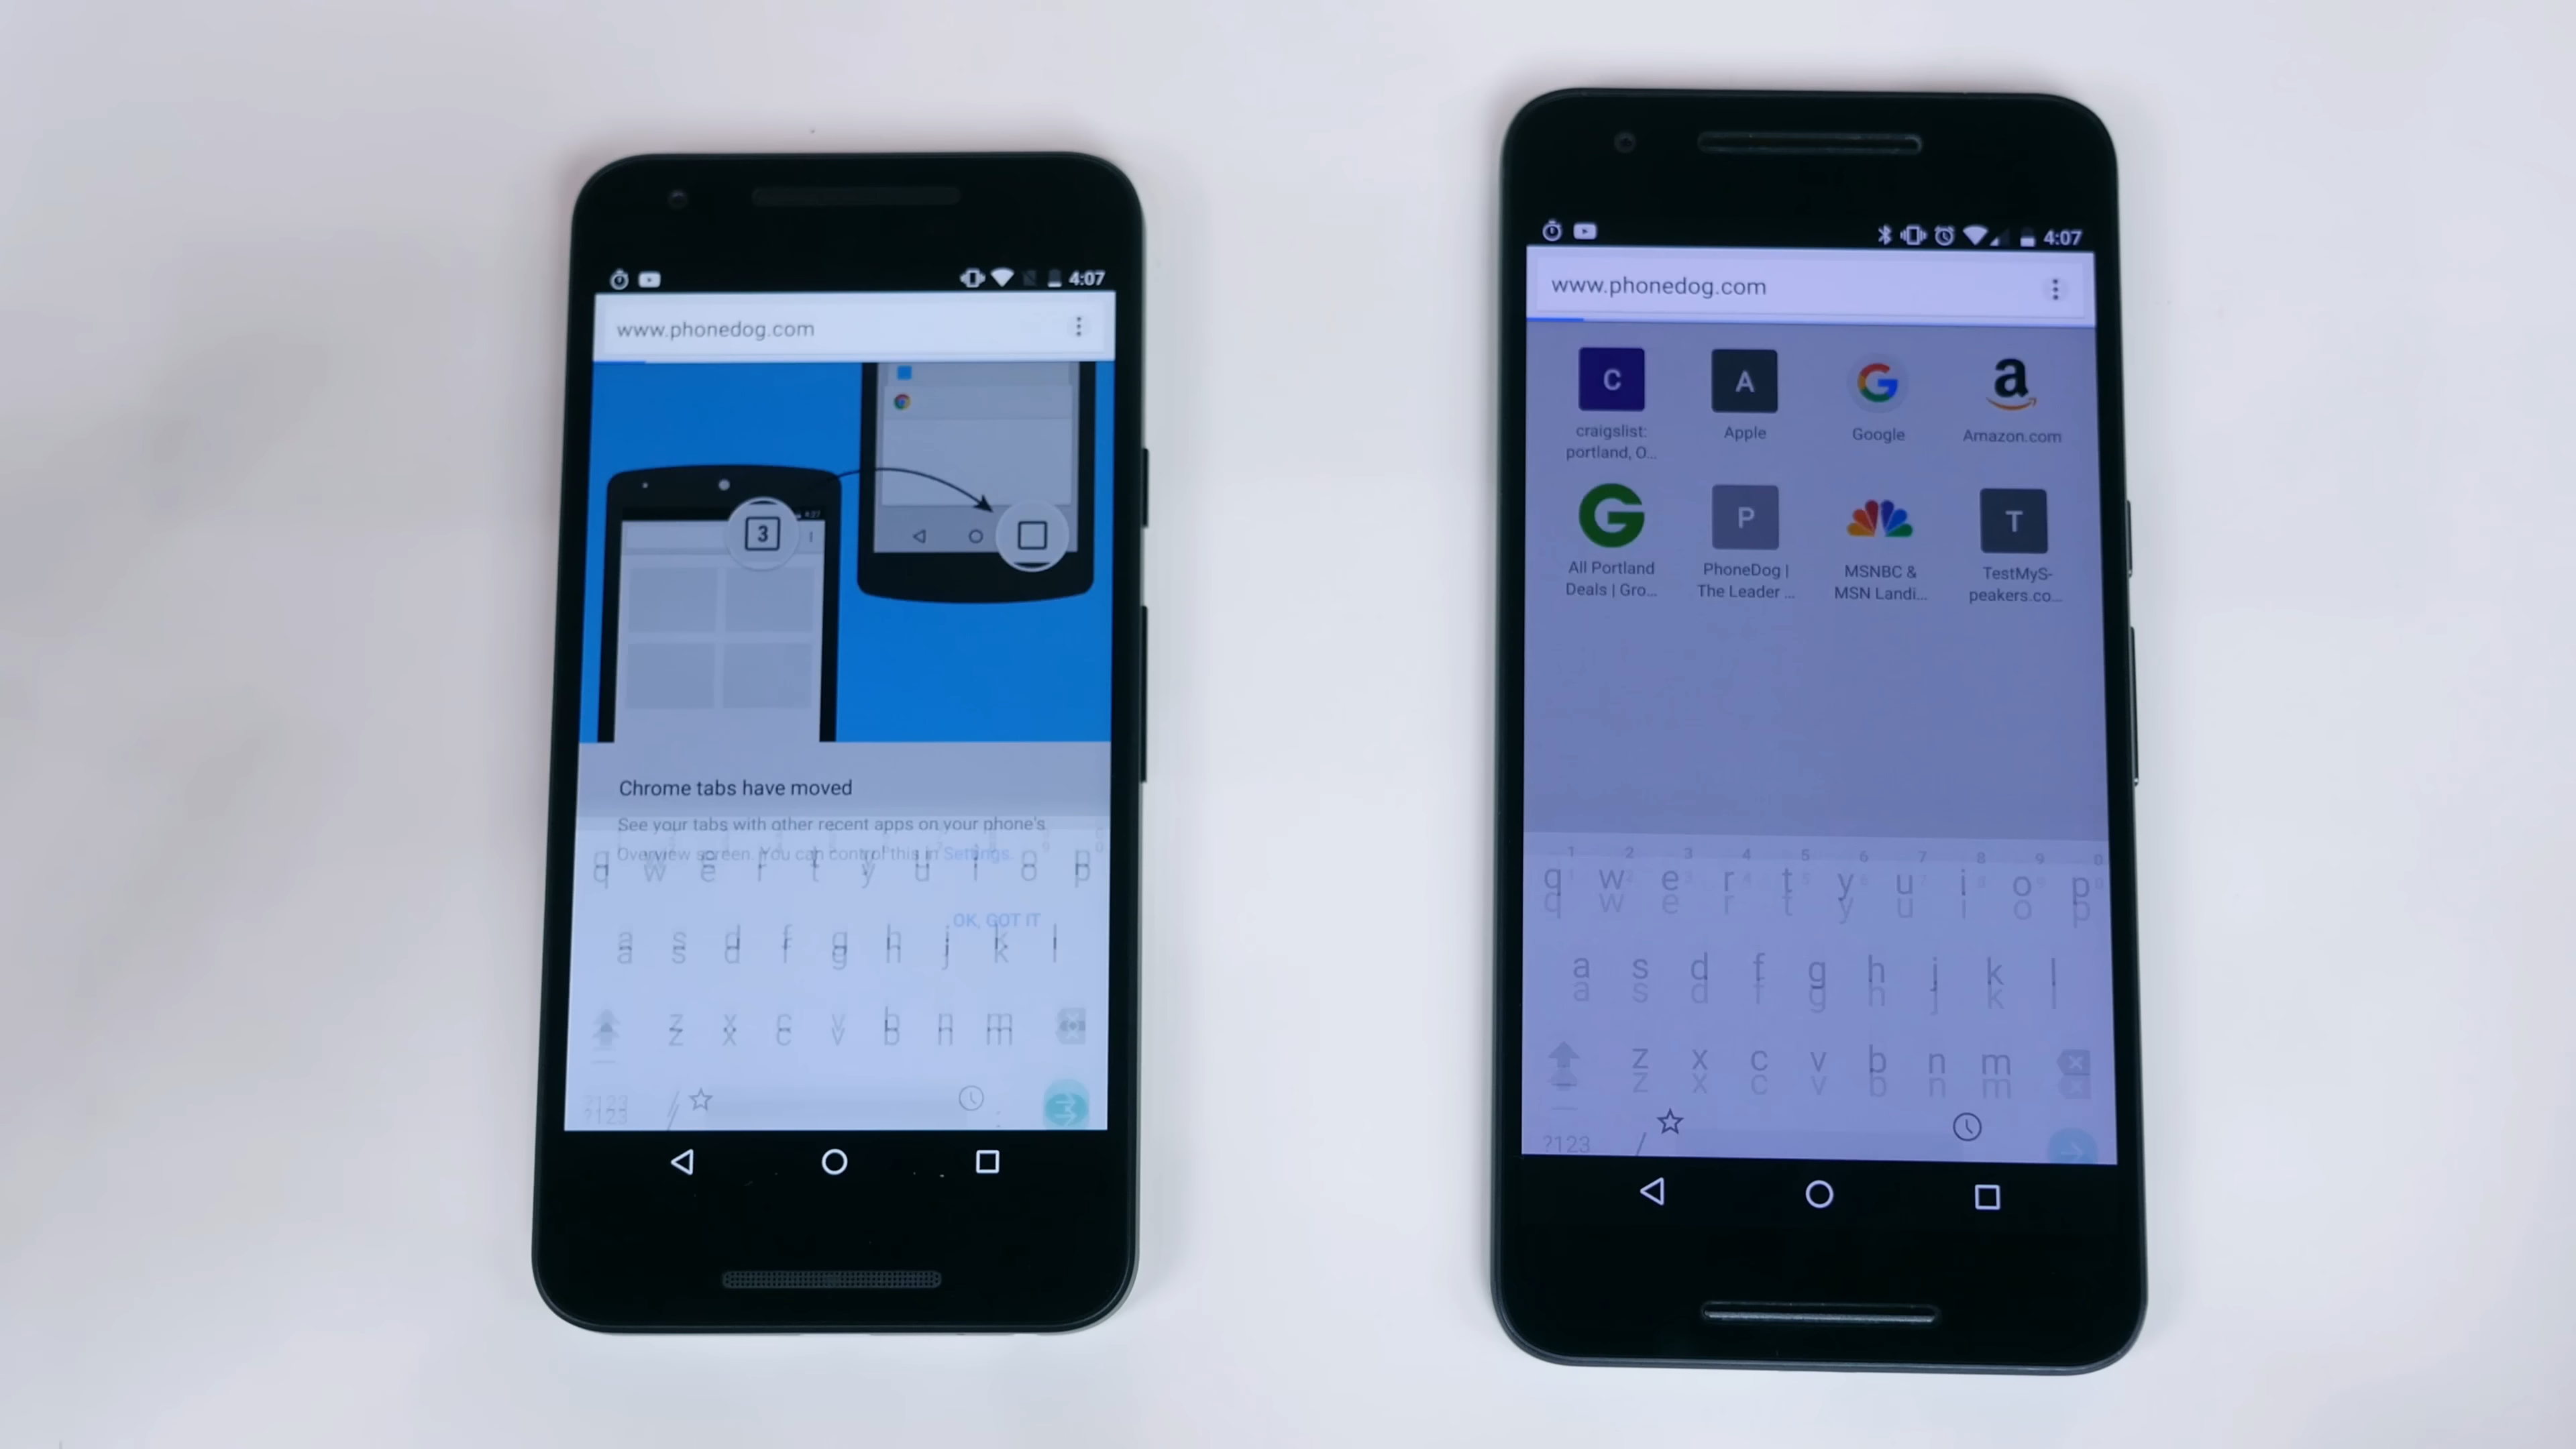 4:07
www.phonedog.com
3
4:27
Chrome tabs have moved
See your tabs with other recent apps on your phone's
Overview screen. You can control this in Settings.
OK, GOT IT
q w e r t y u i o p
a s d f g h j k l
z x c v b n m
?123 /
4:07
www.phonedog.com
C A G a
craigslist: portland, O...
Apple
Google
Amazon.com
G P T
All Portland Deals | Gro...
PhoneDog | The Leader ...
MSNBC & MSN Landi...
TestMyS-peakers.co...
1 2 3 4 5 6 7 8 9 0
q w e r t y u i o p
a s d f g h j k l
z x c v b n m
?123 /